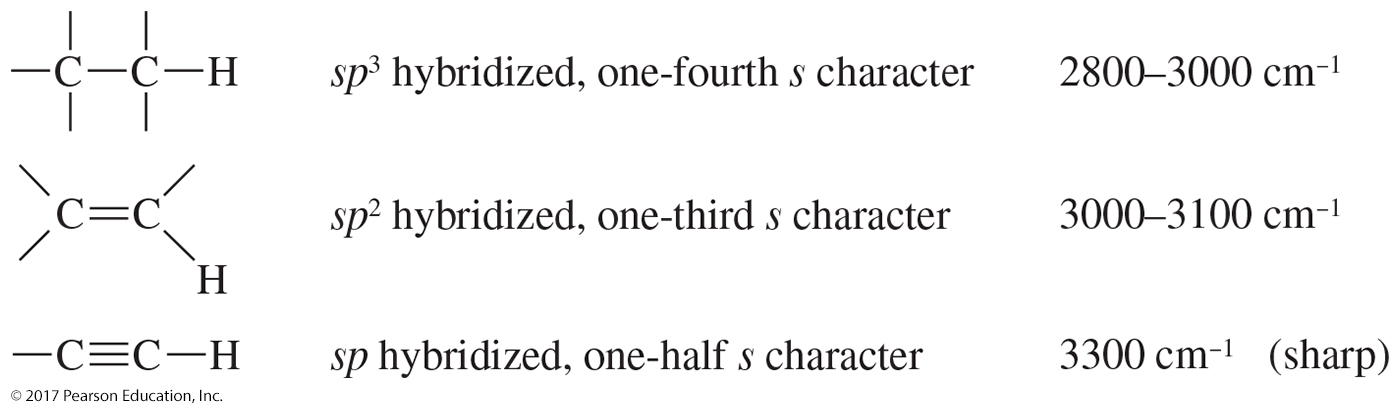 —C—C—H sp³ hybridized, one-fourth s character 2800–3000 cm⁻¹
C=C sp² hybridized, one-third s character 3000–3100 cm⁻¹
H
—C≡C—H sp hybridized, one-half s character 3300 cm⁻¹ (sharp)
© 2017 Pearson Education, Inc.